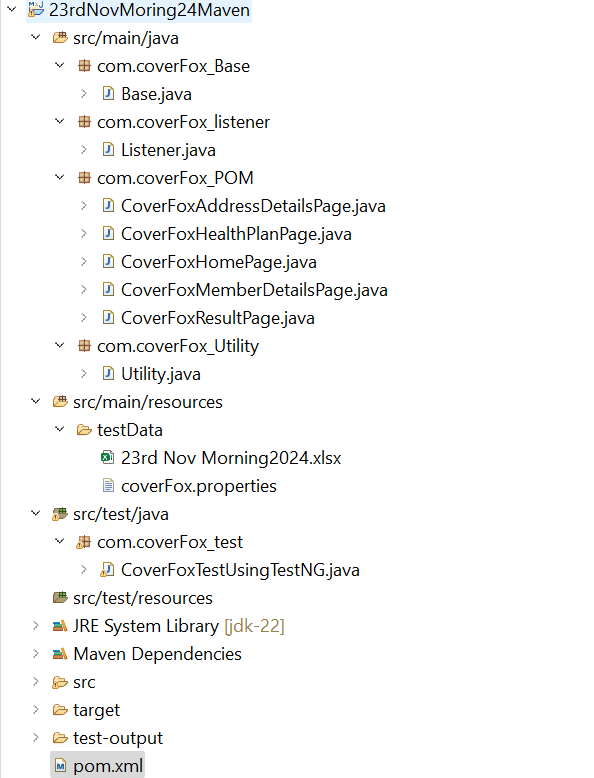 23rdNovMoring24Maven
src/main/java
com.coverFox_Base
Base.java
com.coverFox_listener
Listener.java
com.coverFox_POM
CoverFoxAddressDetailsPage.java
CoverFoxHealthPlanPage.java
CoverFoxHomePage.java
CoverFoxMemberDetailsPage.java
CoverFoxResultPage.java
com.coverFox_Utility
Utility.java
src/main/resources
testData
23rd Nov Morning2024.xlsx
coverFox.properties
src/test/java
com.coverFox_test
CoverFoxTestUsingTestNG.java
src/test/resources
JRE System Library [jdk-22]
Maven Dependencies
src
target
test-output
pom.xml